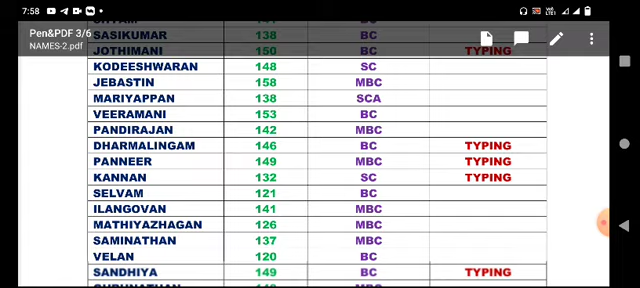 7:58
Pen&PDF 3/6
NAMES-2.pdf
SASIKUMAR 138 BC
JOTHIMANI 150 BC TYPING
KODEESHWARAN 148 SC
JEBASTIN 158 MBC
MARIYAPPAN 138 SCA
VEERAMANI 153 BC
PANDIRAJAN 142 MBC
DHARMALINGAM 146 BC TYPING
PANNEER 149 MBC TYPING
KANNAN 132 SC TYPING
SELVAM 121 BC
ILANGOVAN 141 MBC
MATHIYAZHAGAN 126 MBC
SAMINATHAN 137 MBC
VELAN 120 BC
SANDHIYA 149 BC TYPING